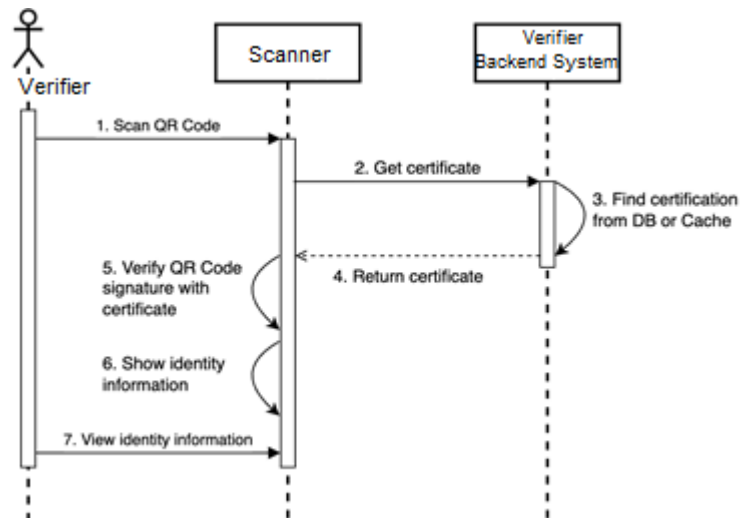 Verifier
Scanner
Verifier
Backend System
1. Scan QR Code
2. Get certificate
3. Find certification
from DB or Cache
4. Return certificate
5. Verify QR Code
signature with
certificate
6. Show identity
information
7. View identity information